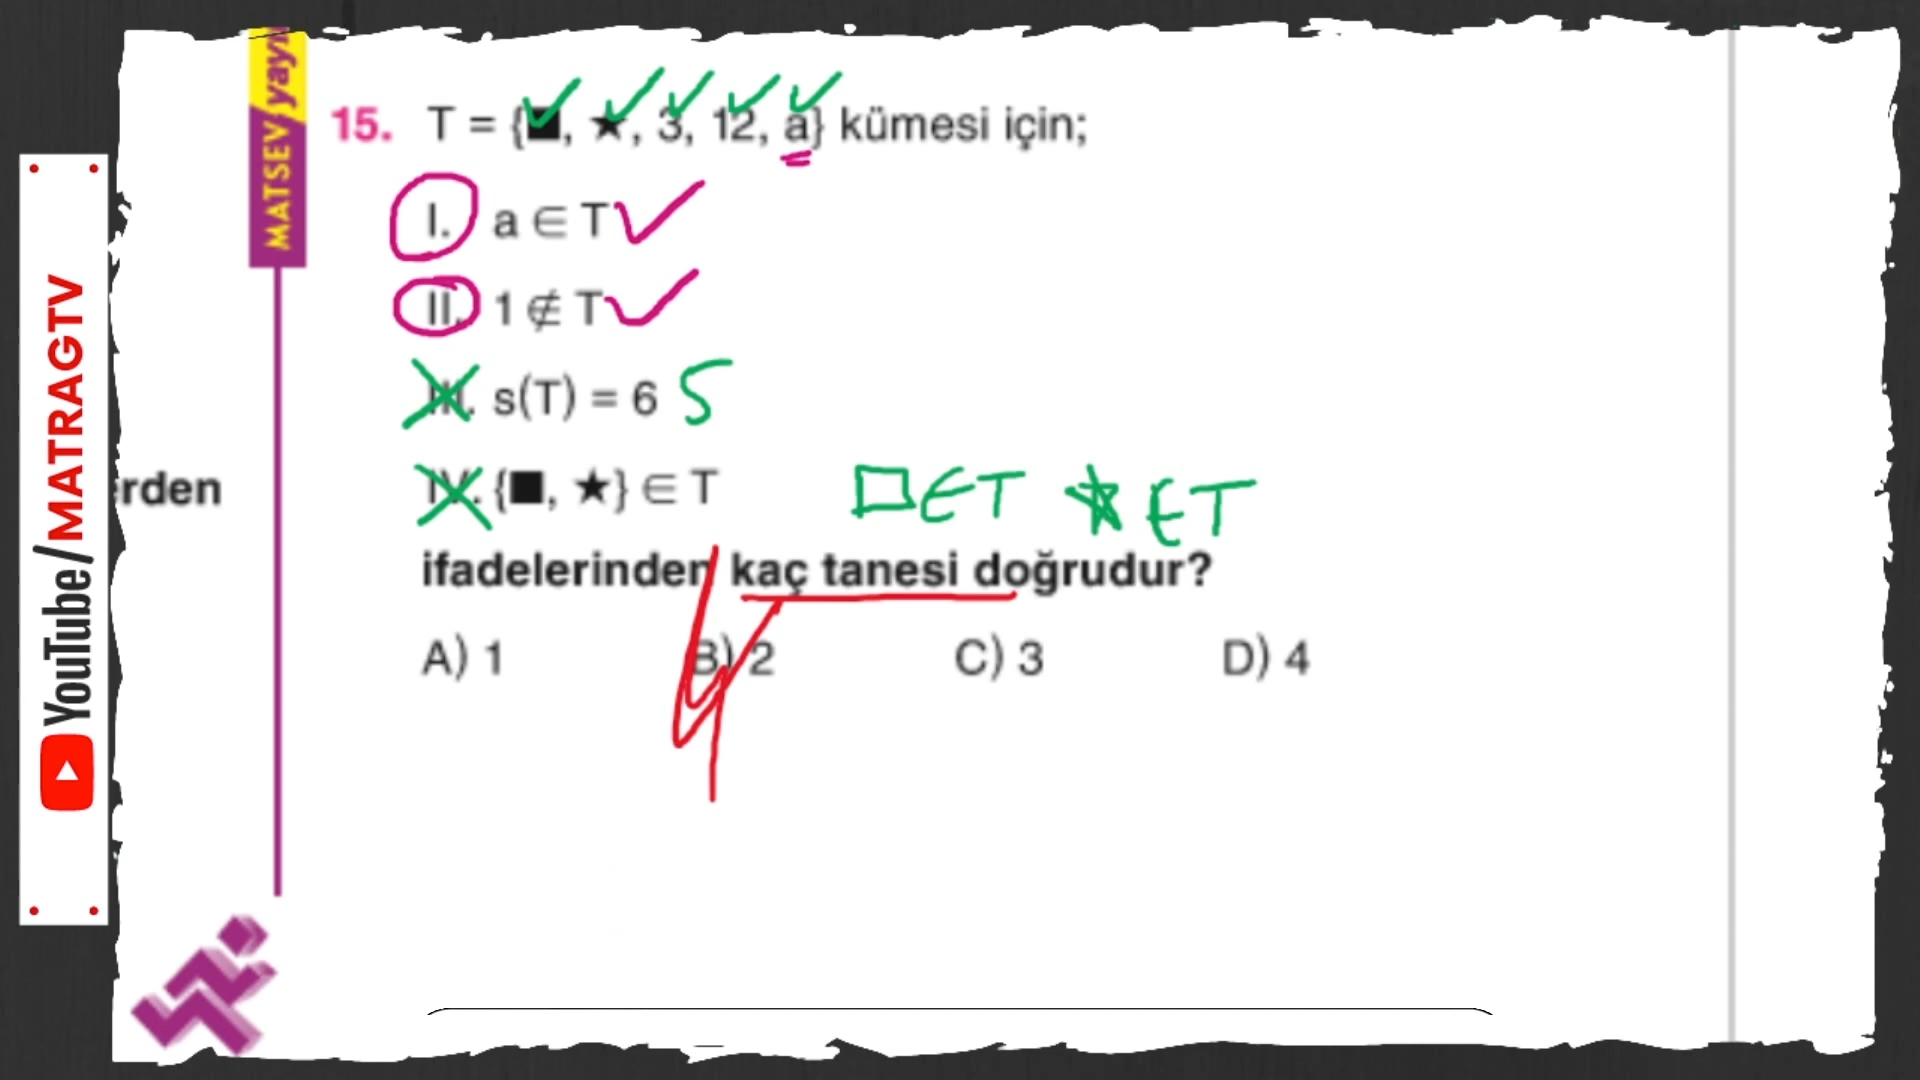 MATSEV yayı
YouTube/MATRAGTV
15. T = {■, ★, 3, 12, a} kümesi için;
I. a ∈ T
II. 1 ∉ T
III. s(T) = 6 5
IV. {■, ★} ∈ T □ ∈ T ★ ∈ T
rden
ifadelerinden kaç tanesi doğrudur?
A) 1 B) 2 C) 3 D) 4